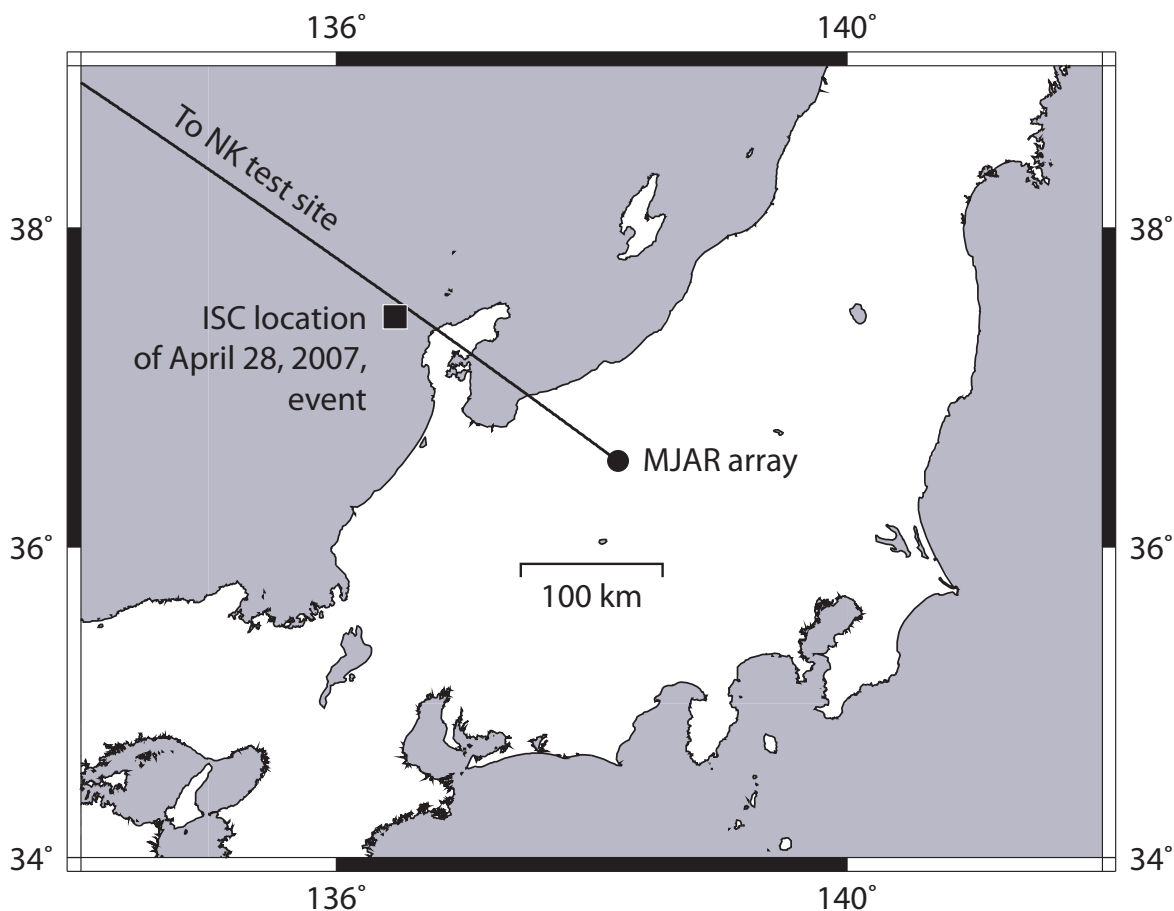 136˚
140˚
To NK test site
38˚
38˚
ISC location
of April 28, 2007,
event
MJAR array
36˚
36˚
100 km
34˚
34˚
136˚
140˚